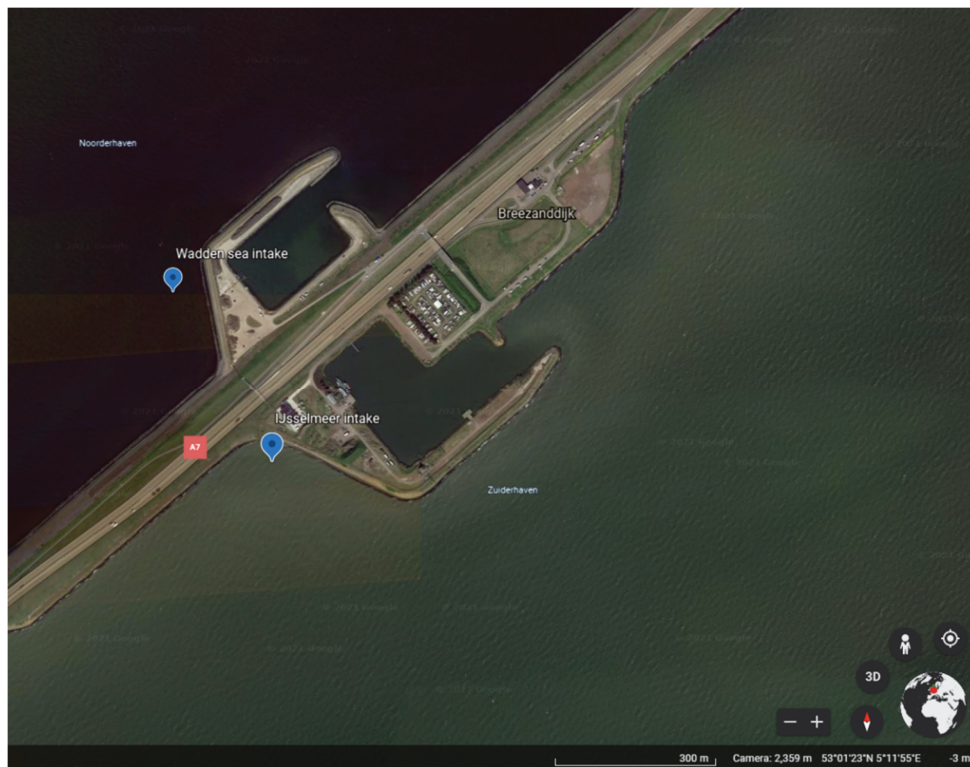 Noorderhaven
Breezanddijk
Wadden sea intake
IJsselmeer intake
A7
Zuiderhaven
3D
300 m Camera: 2,359 m 53°01'23"N 5°11'55"E -3 m